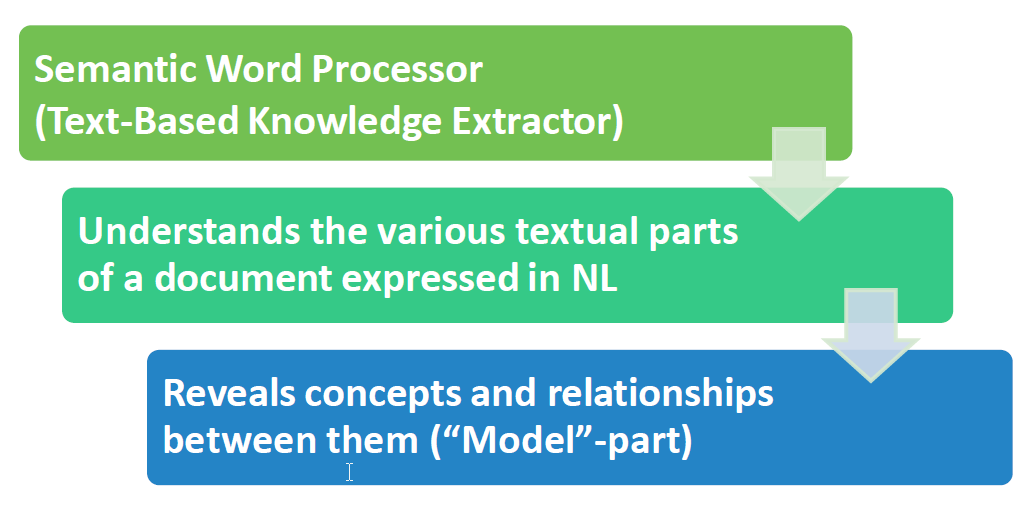 Semantic Word Processor
(Text-Based Knowledge Extractor)
Understands the various textual parts
of a document expressed in NL
Reveals concepts and relationships
between them (“Model”-part)